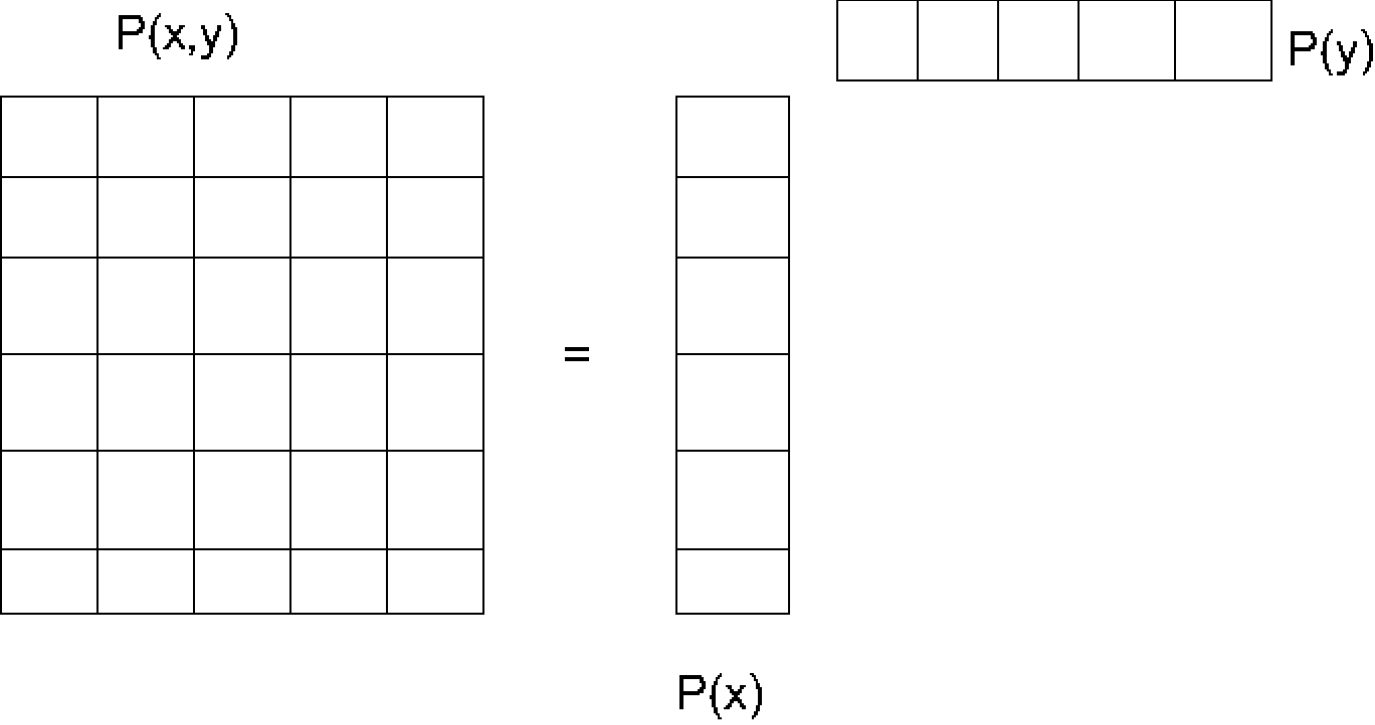 P(x,y)
P(y)
=
P(x)